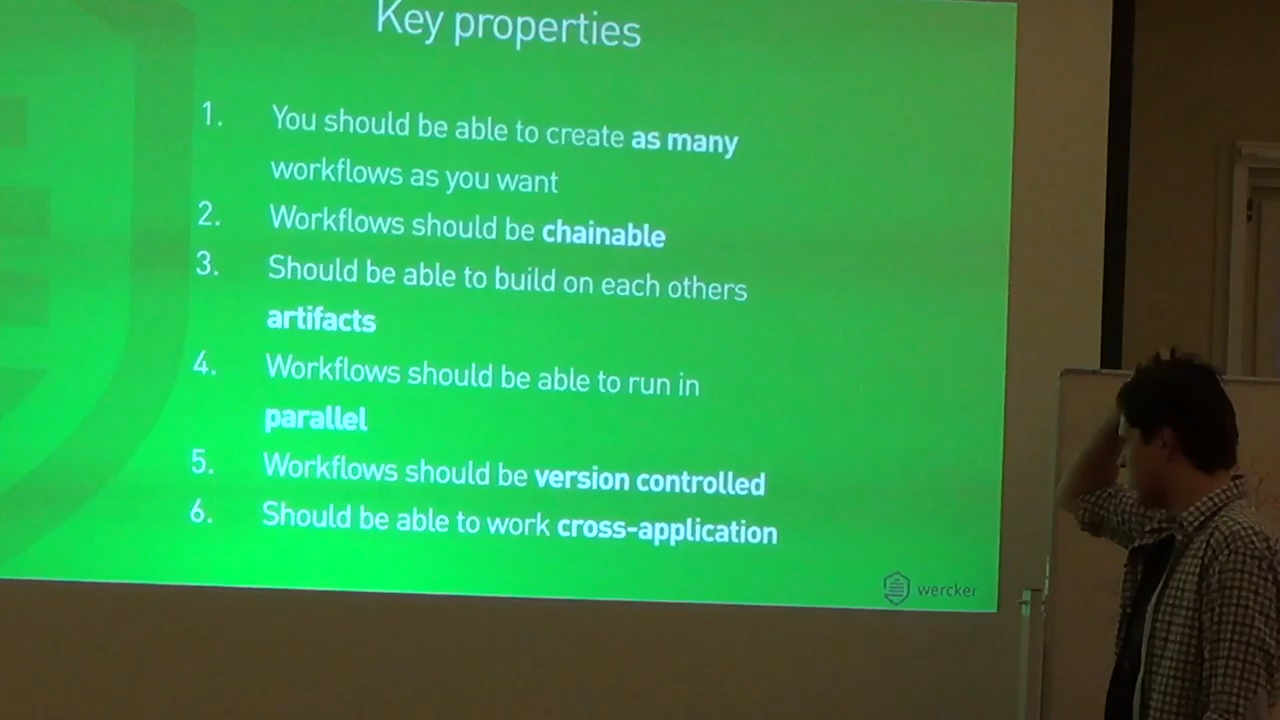 Key properties
1. You should be able to create as many
workflows as you want
2. Workflows should be chainable
3. Should be able to build on each others
artifacts
4. Workflows should be able to run in
parallel
5. Workflows should be version controlled
6. Should be able to work cross-application
wercker